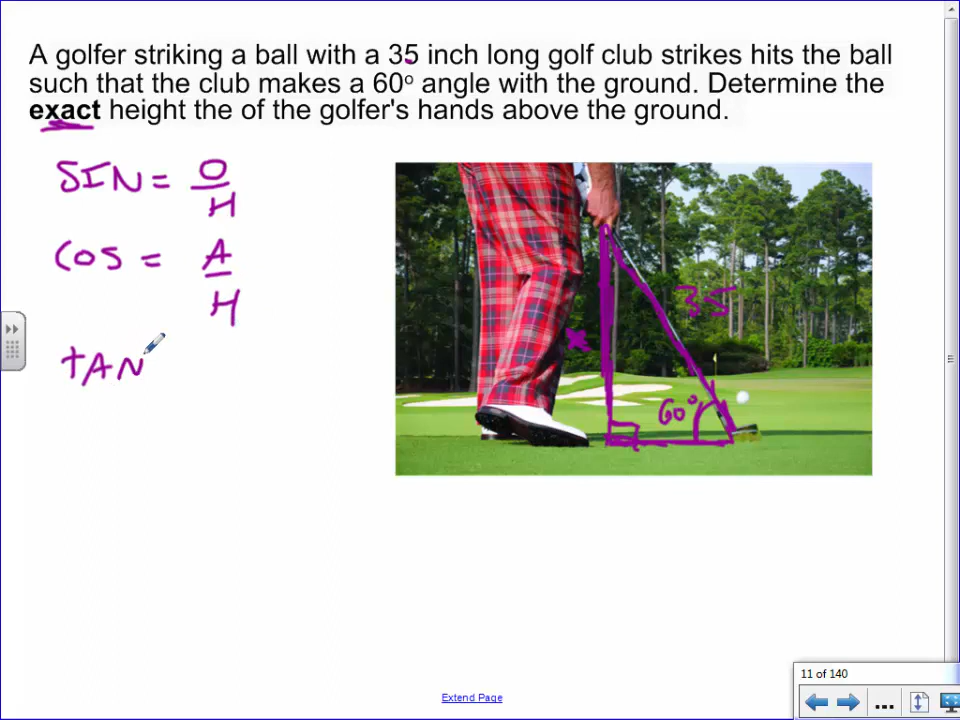 A golfer striking a ball with a 35 inch long golf club strikes hits the ball
such that the club makes a 60° angle with the ground. Determine the
exact height the of the golfer's hands above the ground.
SIN = O/H
COS = A/H
TAN
35
x
60°
11 of 140
...
Extend Page